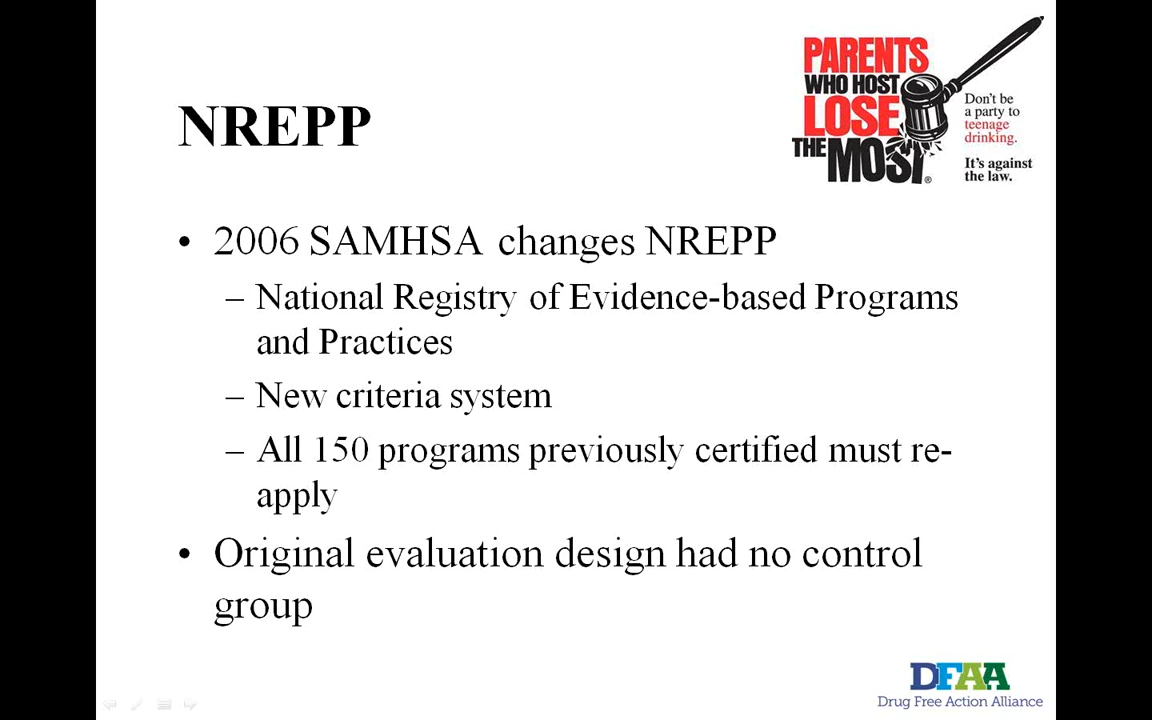 PARENTS
WHO HOST
LOSE
THE MOST®
Don't be
a party to
teenage
drinking.
It's against
the law.
NREPP
• 2006 SAMHSA changes NREPP
– National Registry of Evidence-based Programs
and Practices
– New criteria system
– All 150 programs previously certified must re-
apply
• Original evaluation design had no control
group
DFAA
Drug Free Action Alliance